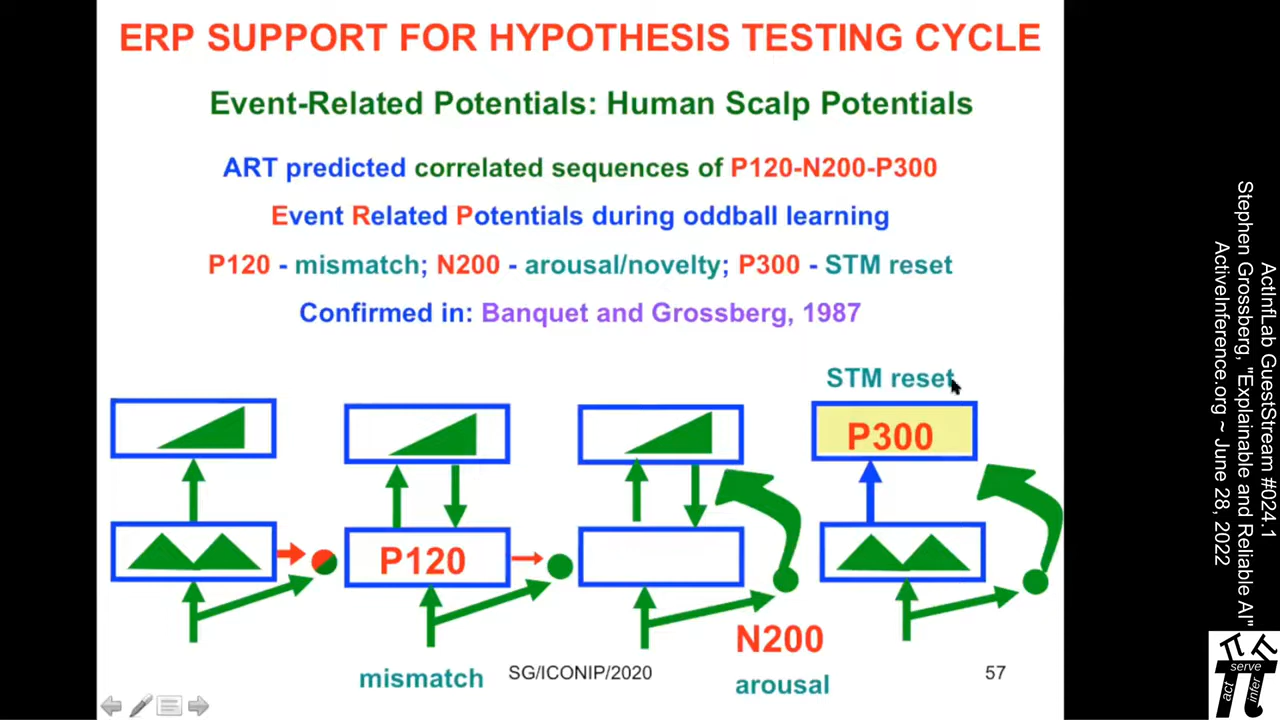 ERP SUPPORT FOR HYPOTHESIS TESTING CYCLE
Event-Related Potentials: Human Scalp Potentials
ART predicted correlated sequences of P120-N200-P300
Event Related Potentials during oddball learning
P120 - mismatch; N200 - arousal/novelty; P300 - STM reset
Confirmed in: Banquet and Grossberg, 1987
STM reset
P300
P120
N200
mismatch
SG/ICONIP/2020
arousal
57
ActInfLab GuestStream #024.1
Stephen Grossberg, "Explainable and Reliable AI"
ActiveInference.org ~ June 28, 2022
serve
act
infer